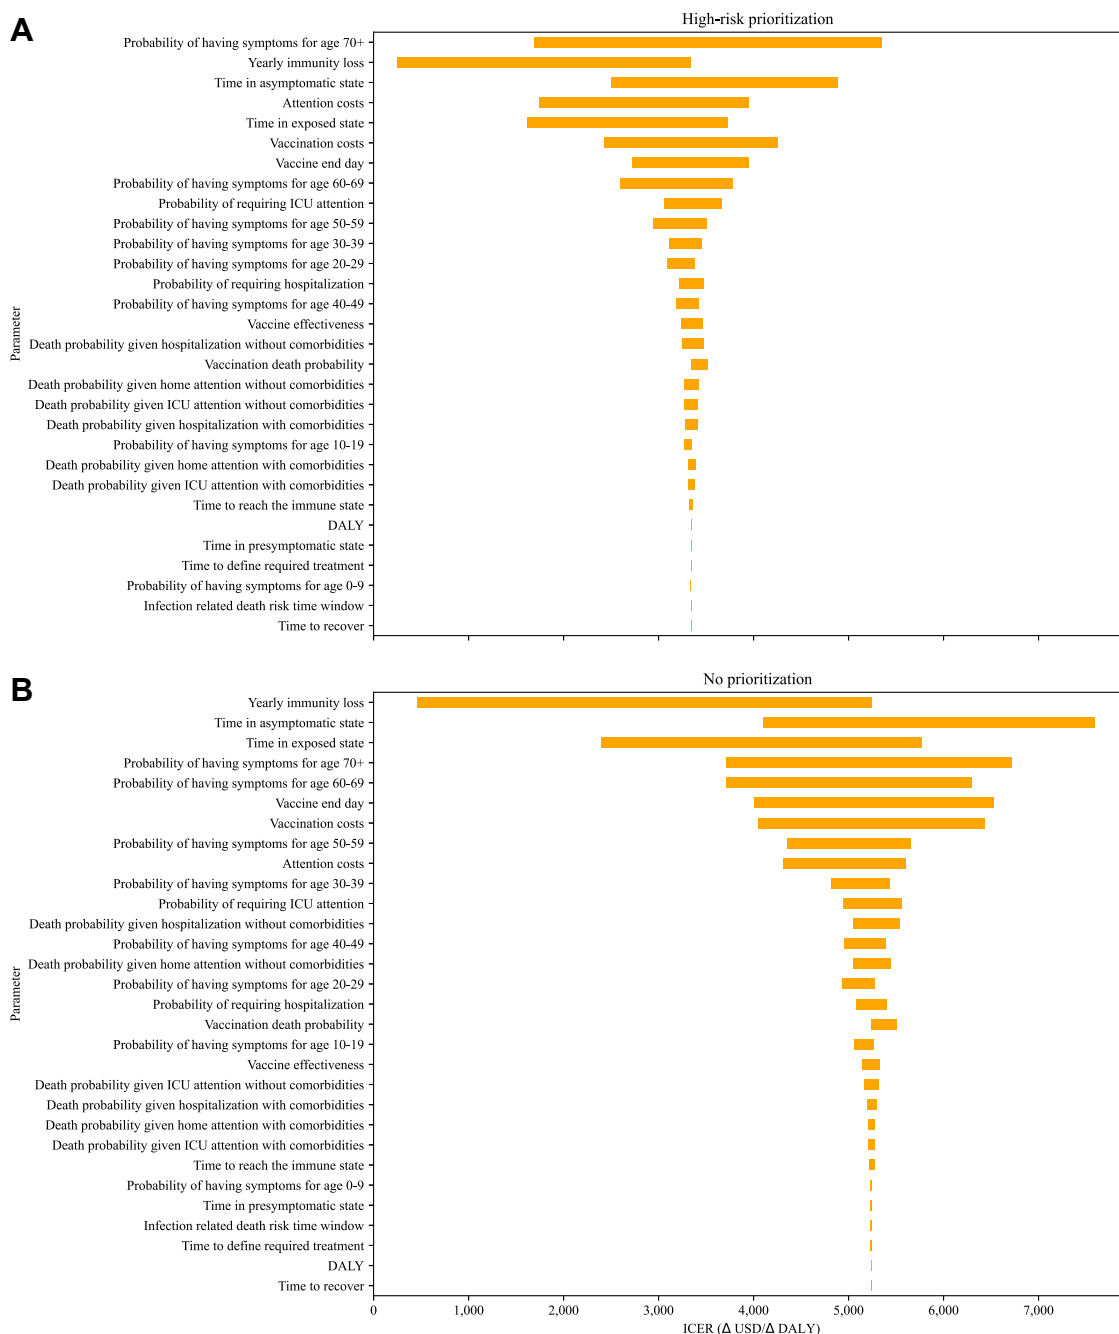 A
High-risk prioritization
Probability of having symptoms for age 70+
Yearly immunity loss
Time in asymptomatic state
Attention costs
Time in exposed state
Vaccination costs
Vaccine end day
Probability of having symptoms for age 60-69
Probability of requiring ICU attention
Probability of having symptoms for age 50-59
Probability of having symptoms for age 30-39
Probability of having symptoms for age 20-29
Probability of requiring hospitalization
Probability of having symptoms for age 40-49
Vaccine effectiveness
Death probability given hospitalization without comorbidities
Vaccination death probability
Death probability given home attention without comorbidities
Death probability given ICU attention without comorbidities
Death probability given hospitalization with comorbidities
Probability of having symptoms for age 10-19
Death probability given home attention with comorbidities
Death probability given ICU attention with comorbidities
Time to reach the immune state
DALY
Time in presymptomatic state
Time to define required treatment
Probability of having symptoms for age 0-9
Infection related death risk time window
Time to recover
Parameter
B
No prioritization
Yearly immunity loss
Time in asymptomatic state
Time in exposed state
Probability of having symptoms for age 70+
Probability of having symptoms for age 60-69
Vaccine end day
Vaccination costs
Probability of having symptoms for age 50-59
Attention costs
Probability of having symptoms for age 30-39
Probability of requiring ICU attention
Death probability given hospitalization without comorbidities
Probability of having symptoms for age 40-49
Death probability given home attention without comorbidities
Probability of having symptoms for age 20-29
Probability of requiring hospitalization
Vaccination death probability
Probability of having symptoms for age 10-19
Vaccine effectiveness
Death probability given ICU attention without comorbidities
Death probability given hospitalization with comorbidities
Death probability given home attention with comorbidities
Death probability given ICU attention with comorbidities
Time to reach the immune state
Probability of having symptoms for age 0-9
Time in presymptomatic state
Infection related death risk time window
Time to define required treatment
DALY
Time to recover
Parameter
0 1,000 2,000 3,000 4,000 5,000 6,000 7,000
ICER (Δ USD/Δ DALY)